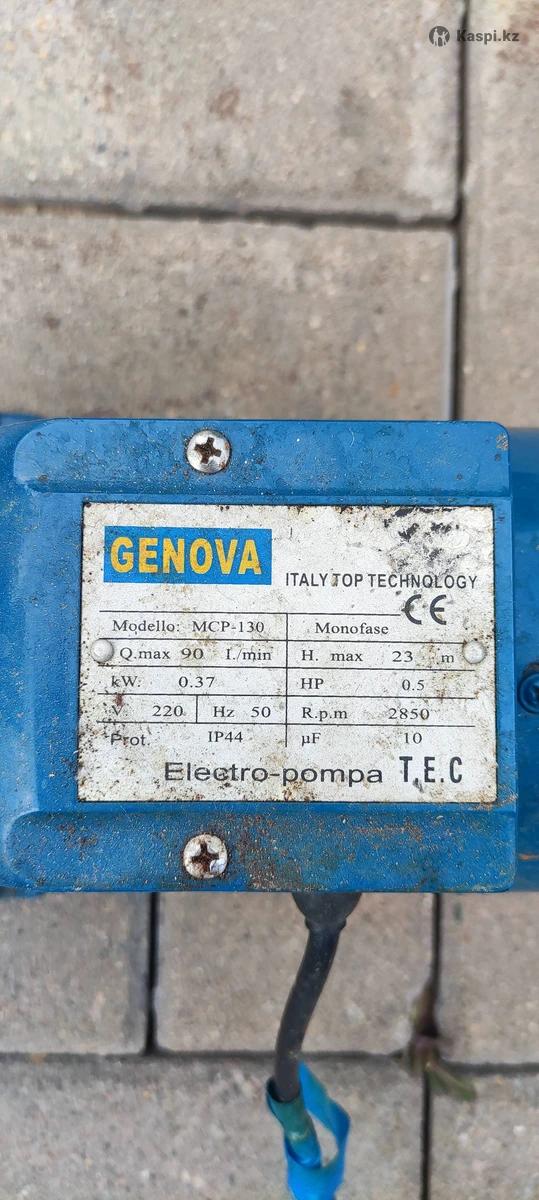 Kaspi.kz
GENOVA
ITALY TOP TECHNOLOGY
CE
Modello: MCP-130 Monofase
Q.max 90 L/min H. max 23 m
kW. 0.37 HP 0.5
V 220 Hz 50 R.p.m 2850
Prot. IP44 µF 10
Electro-pompa T.E.C